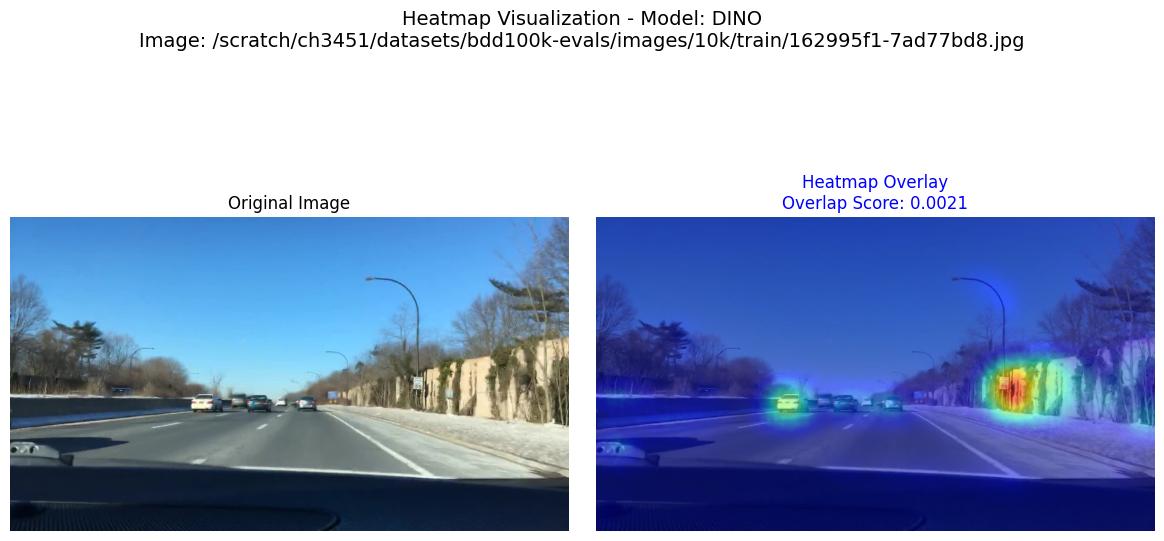 Heatmap Visualization - Model: DINO
Image: /scratch/ch3451/datasets/bdd100k-evals/images/10k/train/162995f1-7ad77bd8.jpg
Original Image
Heatmap Overlay
Overlap Score: 0.0021